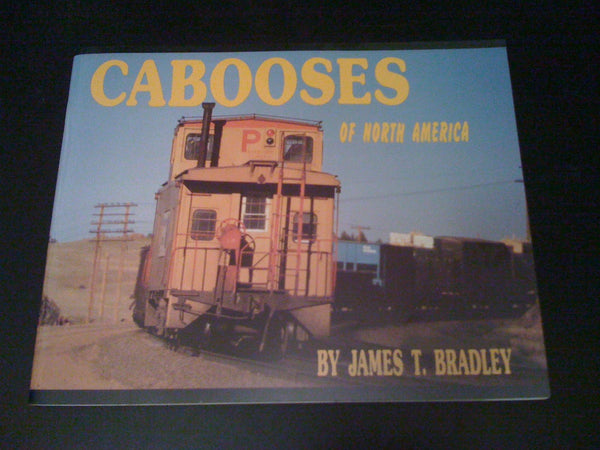 CABOOSES
OF NORTH AMERICA
P
BY JAMES T. BRADLEY